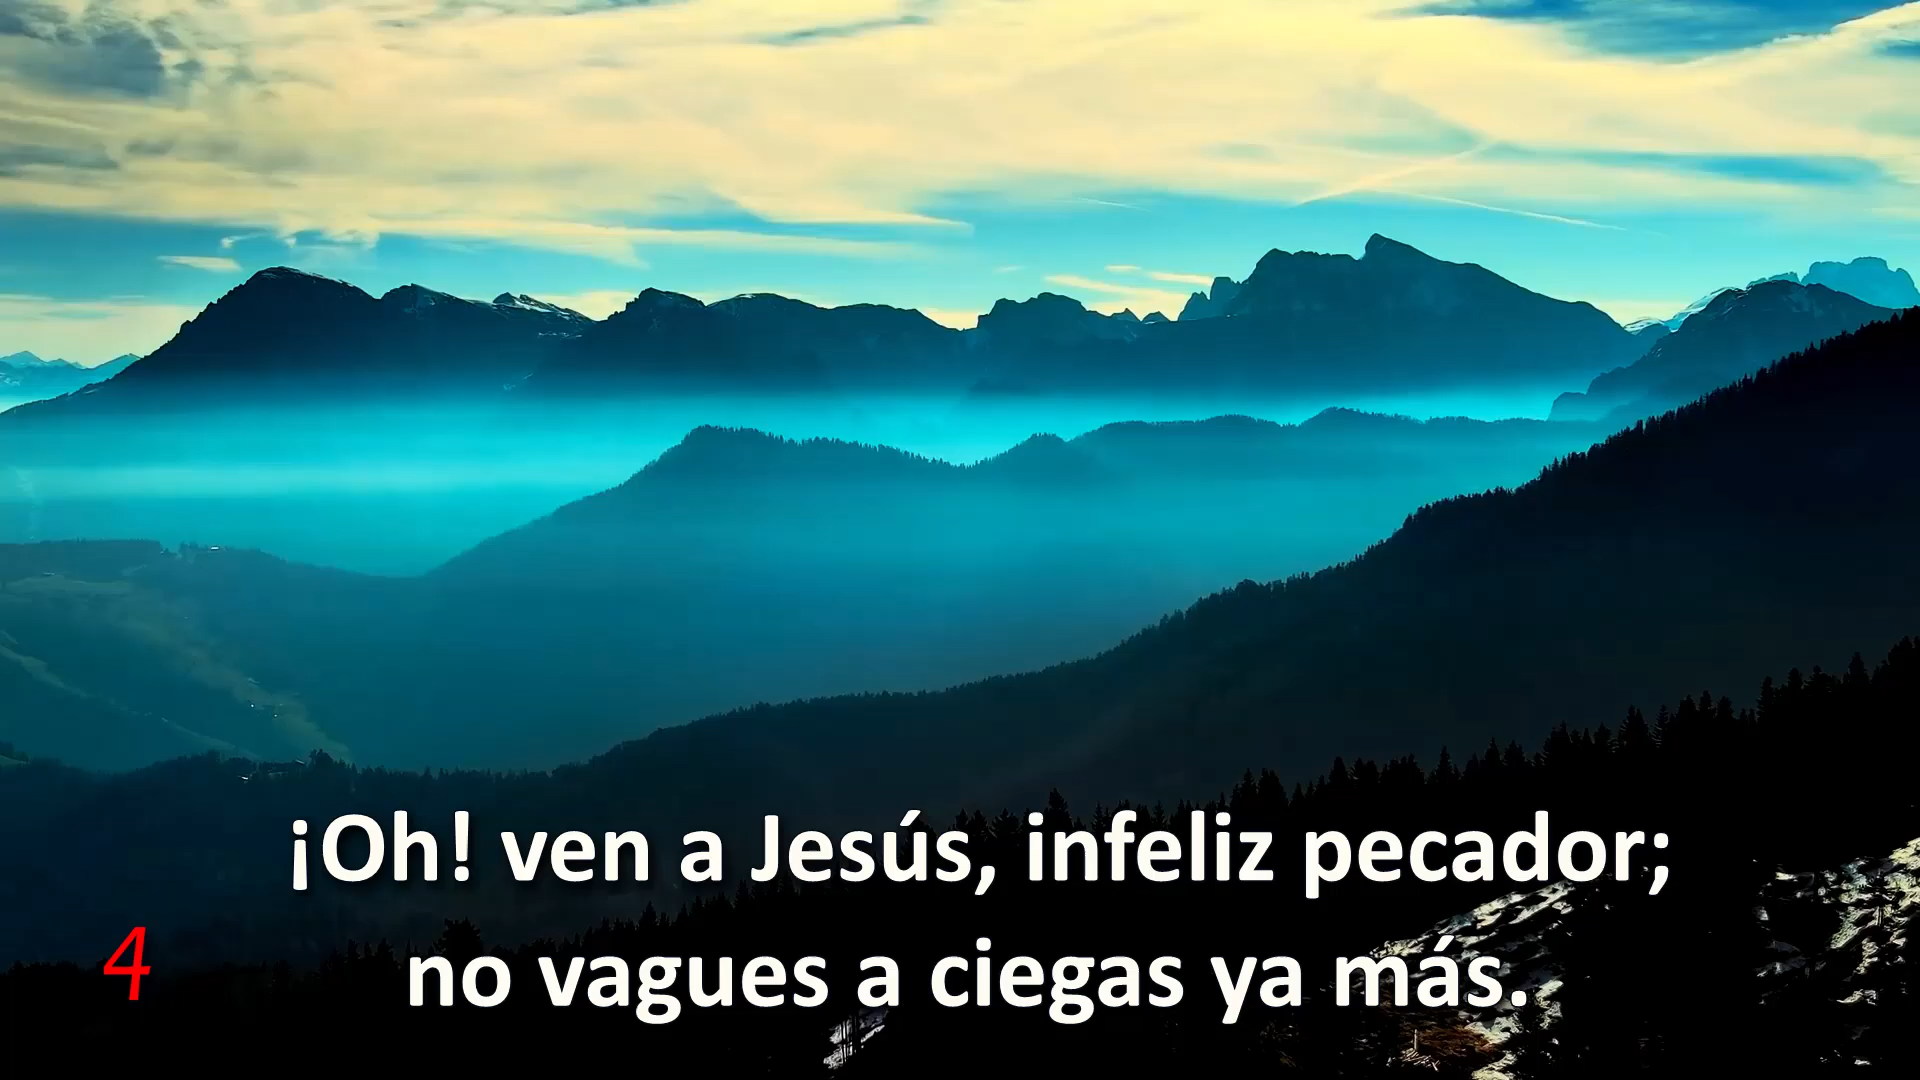 ¡Oh! ven a Jesús, infeliz pecador;
no vagues a ciegas ya más.
4